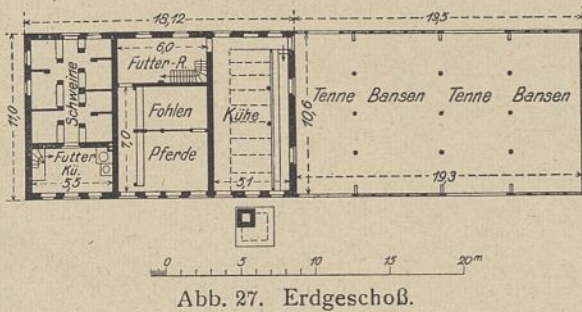 18,12
19,5
6,0
Futter-R.
11,0
Schweine
Fohlen
Kühe
10,6
Tenne Bansen Tenne Bansen
7,0
Pferde
Futter
Kü.
5,5
5,1
19,3
0 5 10 15 20 m
Abb. 27. Erdgeschoß.